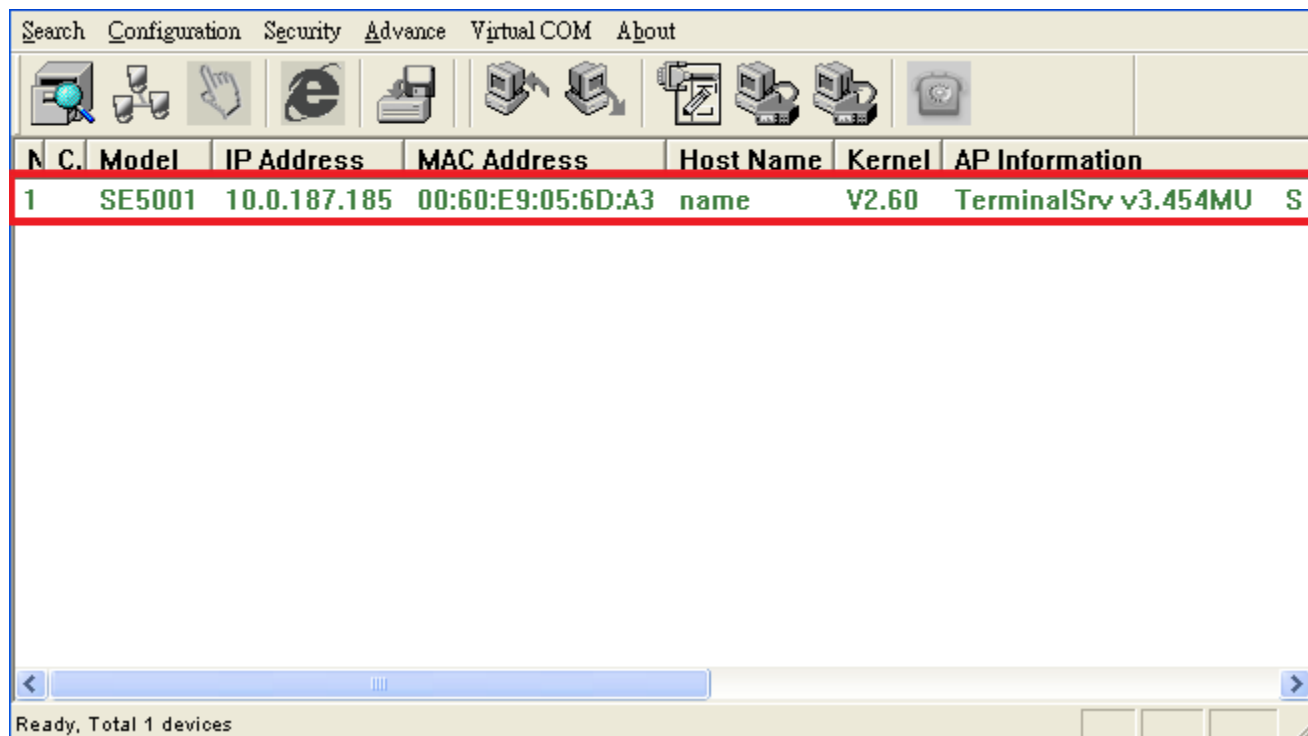 Search Configuration Security Advance Virtual COM About
N C. Model IP Address MAC Address Host Name Kernel AP Information
1 SE5001 10.0.187.185 00:60:E9:05:6D:A3 name V2.60 TerminalSrv v3.454MU S
Ready, Total 1 devices